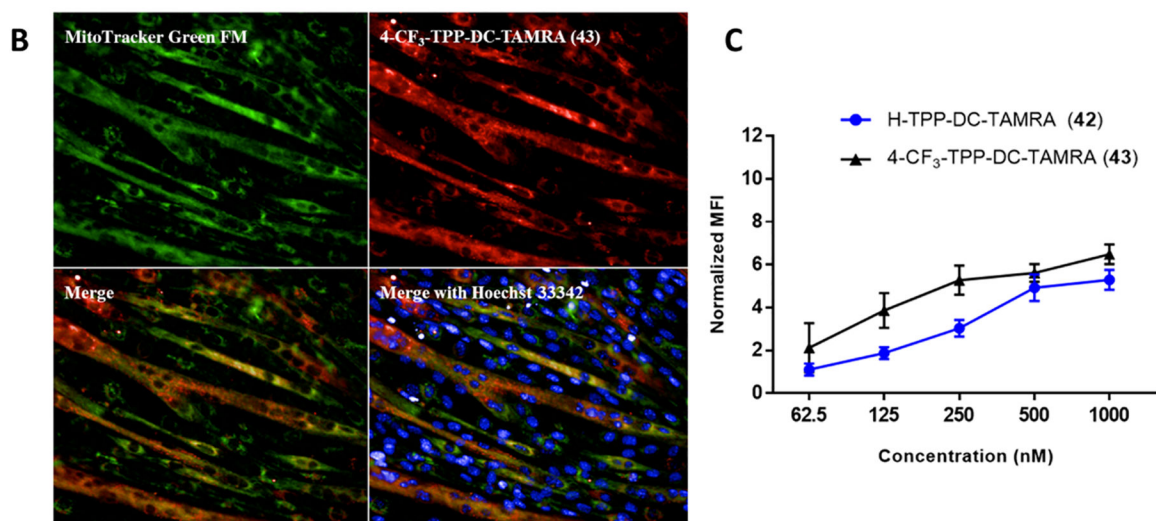 B
MitoTracker Green FM
4-CF₃-TPP-DC-TAMRA (43)
Merge
Merge with Hoechst 33342
C
H-TPP-DC-TAMRA (42)
4-CF₃-TPP-DC-TAMRA (43)
Normalized MFI
12
10
8
6
4
2
0
62.5 125 250 500 1000
Concentration (nM)